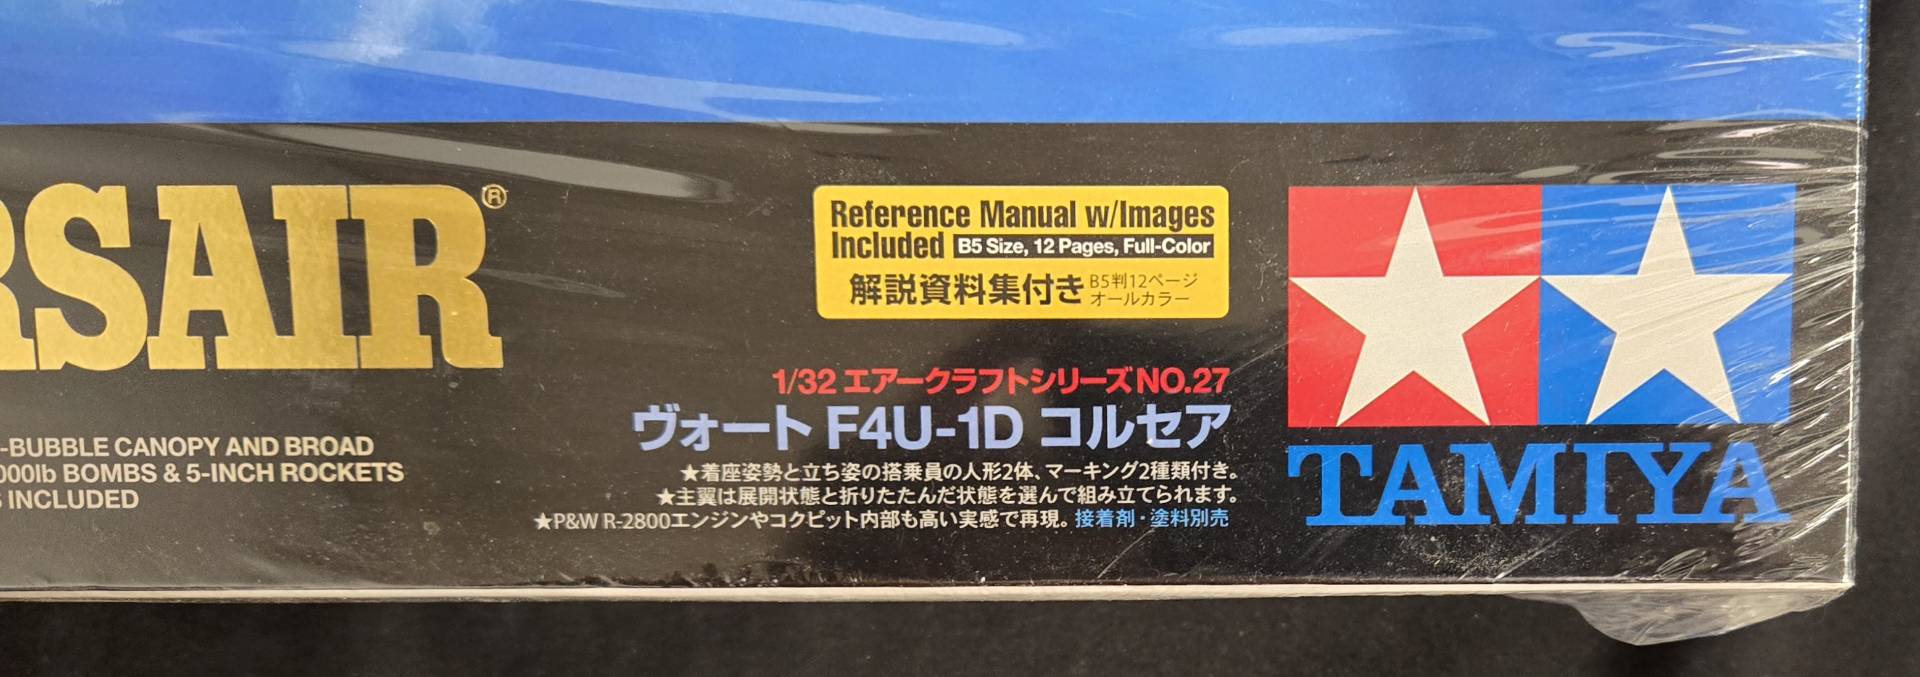 RSAIR®
-BUBBLE CANOPY AND BROAD
000lb BOMBS & 5-INCH ROCKETS
INCLUDED
Reference Manual w/Images
Included B5 Size, 12 Pages, Full-Color
解説資料集付き B5判12ページ
オールカラー
1/32 エアークラフトシリーズNO.27
ヴォート F4U-1D コルセア
★着座姿勢と立ち姿の搭乗員の人形2体、マーキング2種類付き。
★主翼は展開状態と折りたたんだ状態を選んで組み立てられます。
★P&W R-2800エンジンやコクピット内部も高い実感で再現。接着剤・塗料別売
TAMIYA